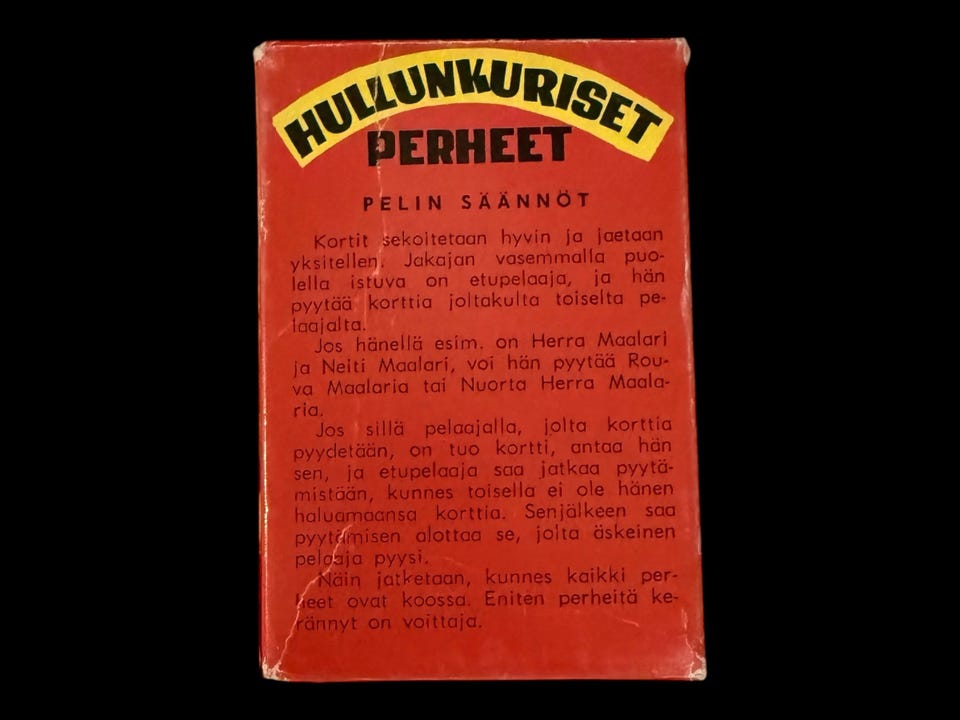 HULLUNKURISET
PERHEET
PELIN SÄÄNNÖT
Kortit sekoitetaan hyvin ja jaetaan
yksitellen. Jakajan vasemmalla puo-
lella istuva on etupelaaja, ja hän
pyytää korttia joltakulta toiselta pe-
laajalta.
Jos hänellä esim. on Herra Maalari
ja Neiti Maalari, voi hän pyytää Rou-
va Maalaria tai Nuorta Herra Maala-
ria.
Jos sillä pelaajalla, jolta korttia
pyydetään, on tuo kortti, antaa hän
sen, ja etupelaaja saa jatkaa pyytä-
mistään, kunnes toisella ei ole hänen
haluamaansa korttia. Senjälkeen saa
pyytämisen alottaa se, jolta äskeinen
pelaaja pyysi.
Näin jatketaan, kunnes kaikki per-
heet ovat koossa. Eniten perheitä ke-
rännyt on voittaja.